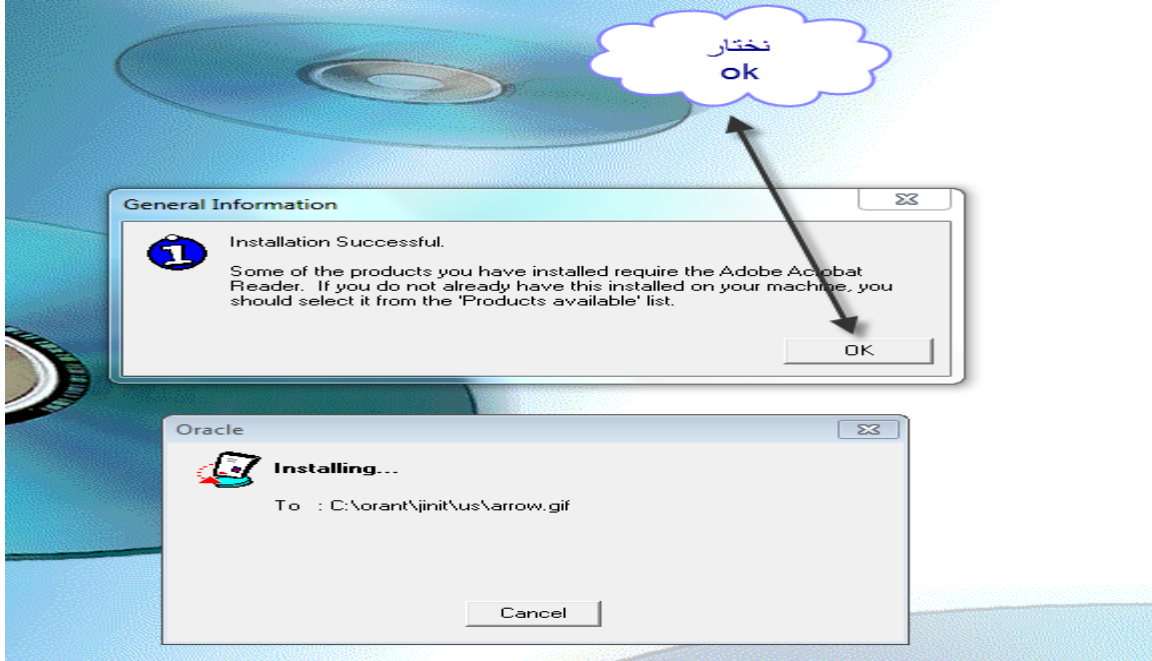 نختار
ok
General Information
Installation Successful.
Some of the products you have installed require the Adobe Acrobat
Reader. If you do not already have this installed on your machine, you
should select it from the 'Products available' list.
OK
Oracle
Installing...
To : C:\orant\jinit\us\arrow.gif
Cancel